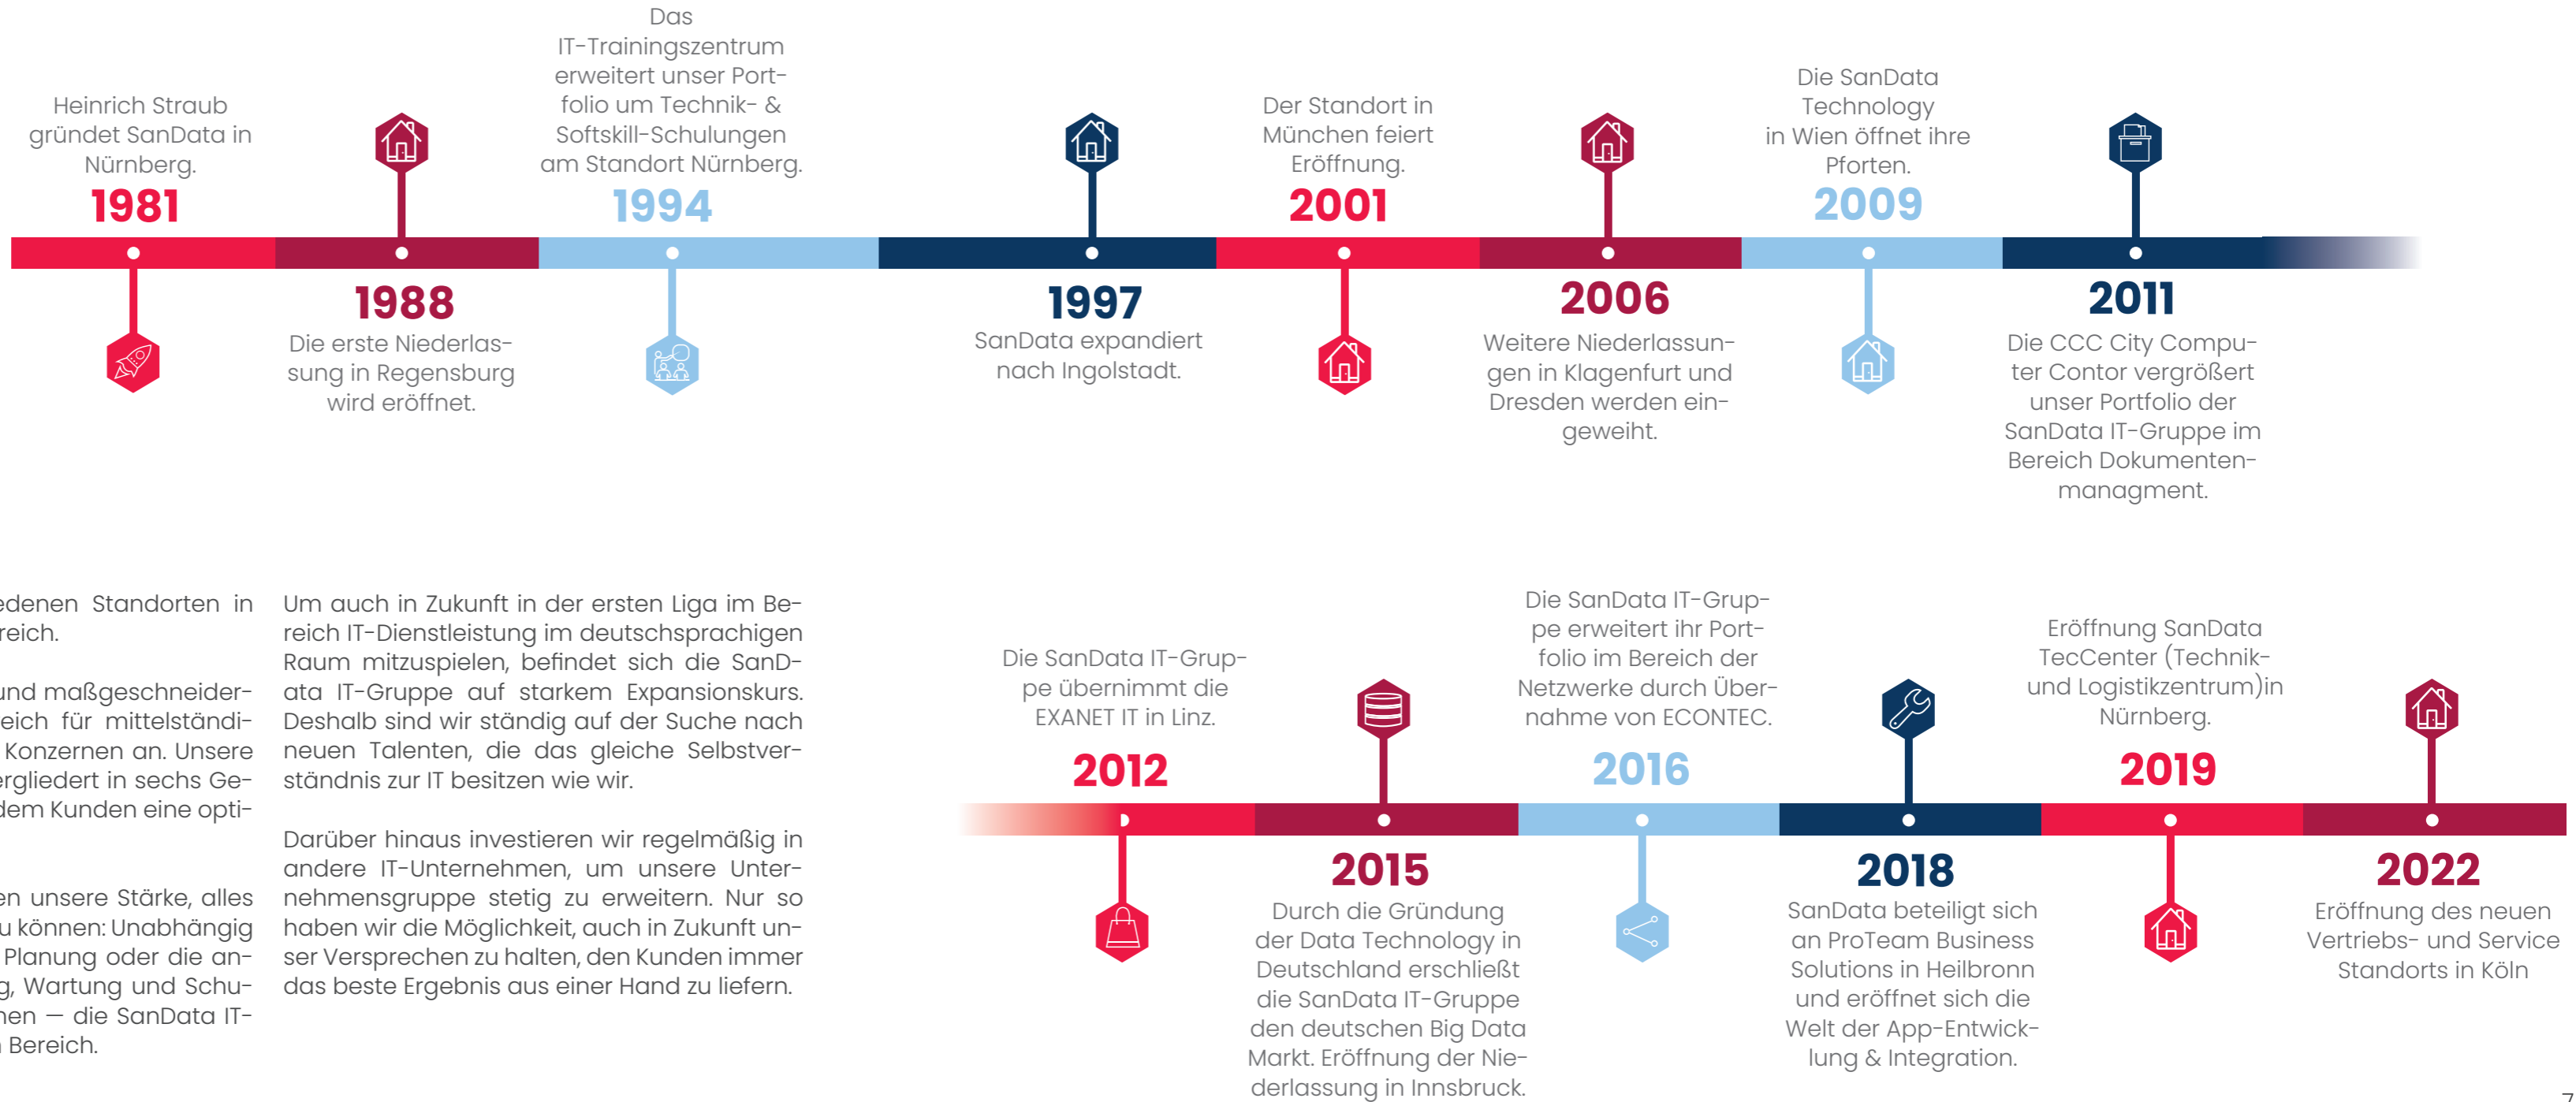 Heinrich Straub
gründet SanData in
Nürnberg.
1981
1988
Die erste Niederlas-
sung in Regensburg
wird eröffnet.
Das
IT-Trainingszentrum
erweitert unser Port-
folio um Technik- &
Softskill-Schulungen
am Standort Nürnberg.
1994
1997
SanData expandiert
nach Ingolstadt.
Der Standort in
München feiert
Eröffnung.
2001
2006
Weitere Niederlassun-
gen in Klagenfurt und
Dresden werden ein-
geweiht.
Die SanData
Technology
in Wien öffnet ihre
Pforten.
2009
2011
Die CCC City Compu-
ter Contor vergrößert
unser Portfolio der
SanData IT-Gruppe im
Bereich Dokumenten-
managment.
edenen Standorten in
reich.
und maßgeschneider-
eich für mittelständi-
Konzernen an. Unsere
ergliedert in sechs Ge-
dem Kunden eine opti-
en unsere Stärke, alles
u können: Unabhängig
Planung oder die an-
g, Wartung und Schu-
nen — die SanData IT-
n Bereich.
Um auch in Zukunft in der ersten Liga im Be-
reich IT-Dienstleistung im deutschsprachigen
Raum mitzuspielen, befindet sich die SanD-
ata IT-Gruppe auf starkem Expansionskurs.
Deshalb sind wir ständig auf der Suche nach
neuen Talenten, die das gleiche Selbstver-
ständnis zur IT besitzen wie wir.
Darüber hinaus investieren wir regelmäßig in
andere IT-Unternehmen, um unsere Unter-
nehmensgruppe stetig zu erweitern. Nur so
haben wir die Möglichkeit, auch in Zukunft un-
ser Versprechen zu halten, den Kunden immer
das beste Ergebnis aus einer Hand zu liefern.
Die SanData IT-Grup-
pe übernimmt die
EXANET IT in Linz.
2012
2015
Durch die Gründung
der Data Technology in
Deutschland erschließt
die SanData IT-Gruppe
den deutschen Big Data
Markt. Eröffnung der Nie-
derlassung in Innsbruck.
Die SanData IT-Grup-
pe erweitert ihr Port-
folio im Bereich der
Netzwerke durch Über-
nahme von ECONTEC.
2016
2018
SanData beteiligt sich
an ProTeam Business
Solutions in Heilbronn
und eröffnet sich die
Welt der App-Entwick-
lung & Integration.
Eröffnung SanData
TecCenter (Technik-
und Logistikzentrum)in
Nürnberg.
2019
2022
Eröffnung des neuen
Vertriebs- und Service
Standorts in Köln
7